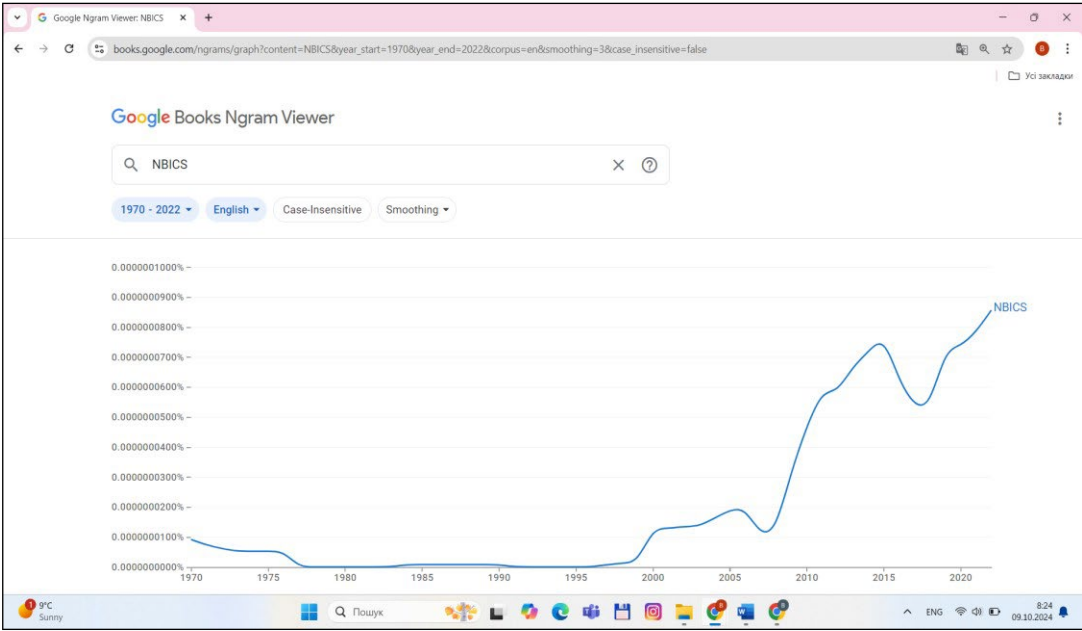 Google Ngram Viewer: NBICS
books.google.com/ngrams/graph?content=NBICS&year_start=1970&year_end=2022&corpus=en&smoothing=3&case_insensitive=false
B
Усі закладки
Google Books Ngram Viewer
NBICS
1970 - 2022
English
Case-Insensitive
Smoothing
0.0000001000%
0.0000000900%
NBICS
0.0000000800%
0.0000000700%
0.0000000600%
0.0000000500%
0.0000000400%
0.0000000300%
0.0000000200%
0.0000000100%
0.0000000000%
1970 1975 1980 1985 1990 1995 2000 2005 2010 2015 2020
1
9°C
Sunny
Пошук
ENG
8:24
09.10.2024